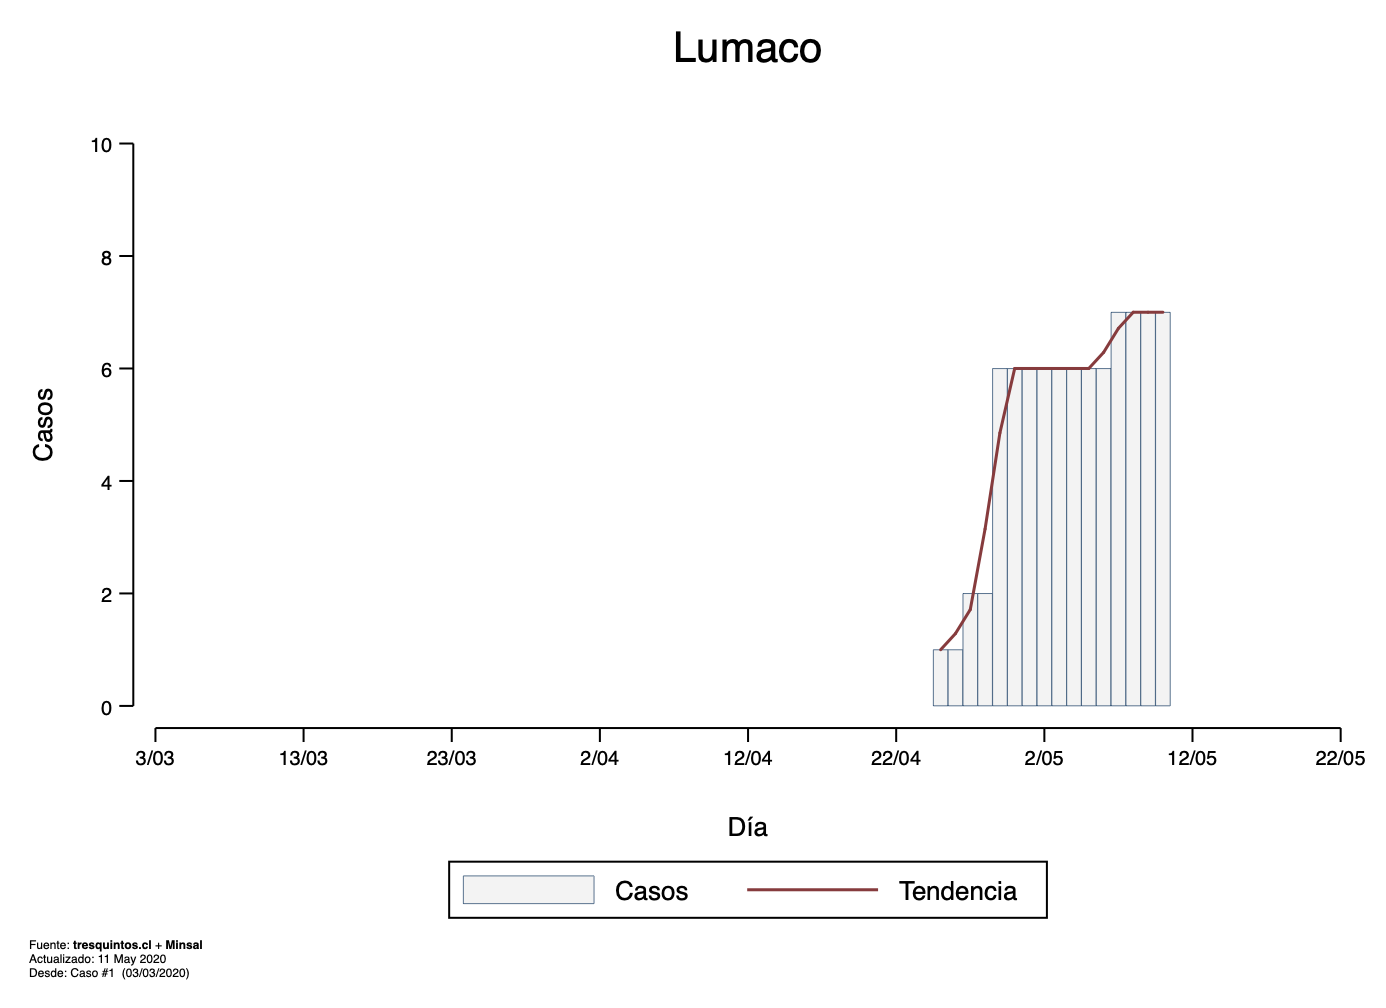 Lumaco
10
8
6
4
2
0
Casos
3/03 13/03 23/03 2/04 12/04 22/04 2/05 12/05 22/05
Día
Casos Tendencia
Fuente: tresquintos.cl + Minsal
Actualizado: 11 May 2020
Desde: Caso #1 (03/03/2020)